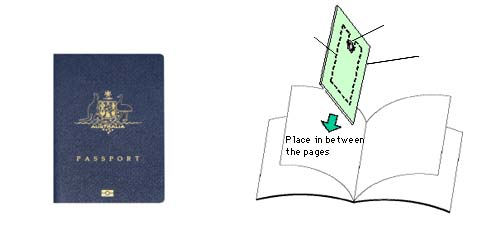 AUSTRALIA
PASSPORT
Place in between
the pages